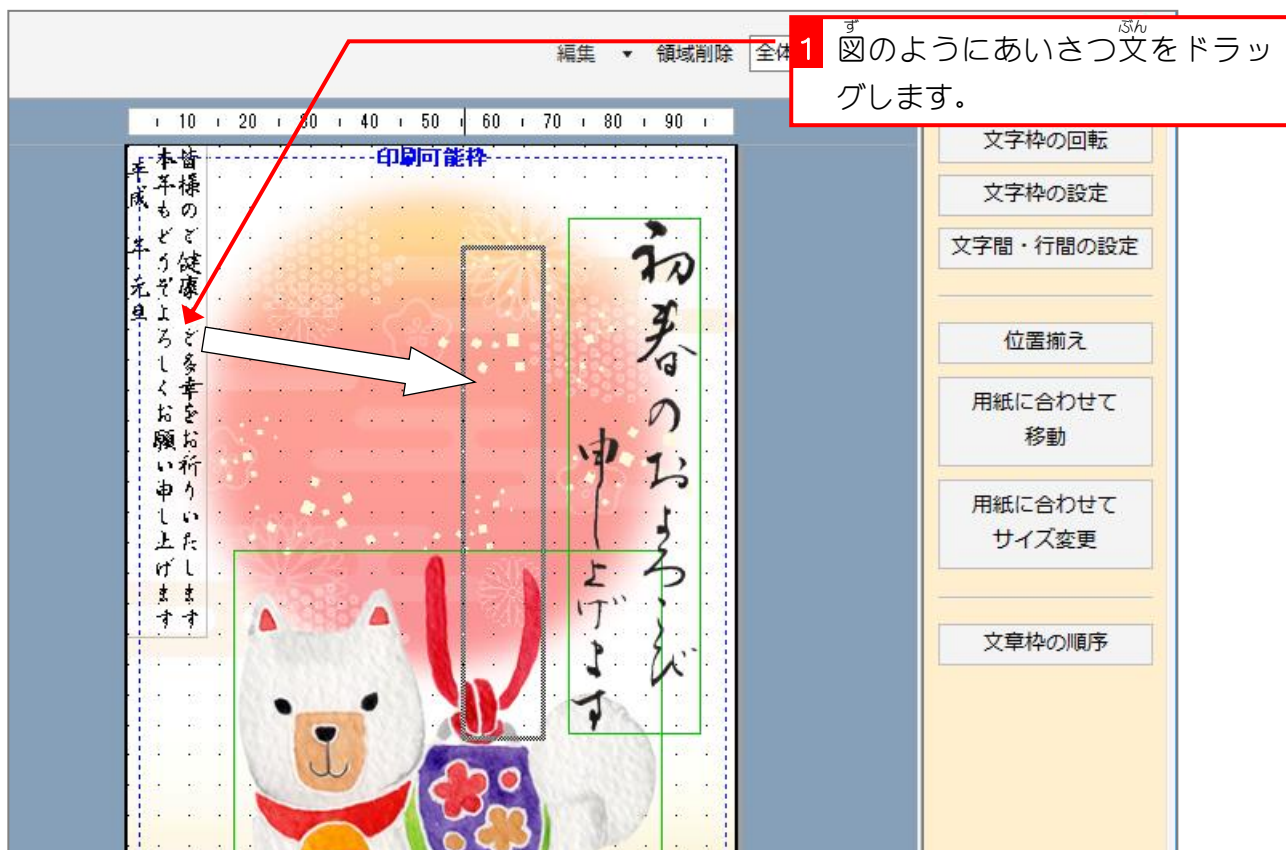 編集 ▼ 領域削除 全体
1 図のようにあいさつ文をドラッ
グします。
ず
ぶん
10 20 30 40 50 60 70 80 90
印刷可能枠
初春のおよろこび
申し上げます
皆様のご健康 ご多幸をお祈りいたします
本年もどうぞよろしくお願い申し上げます
平成 年 元旦
文字枠の回転
文字枠の設定
文字間・行間の設定
位置揃え
用紙に合わせて
移動
用紙に合わせて
サイズ変更
文章枠の順序